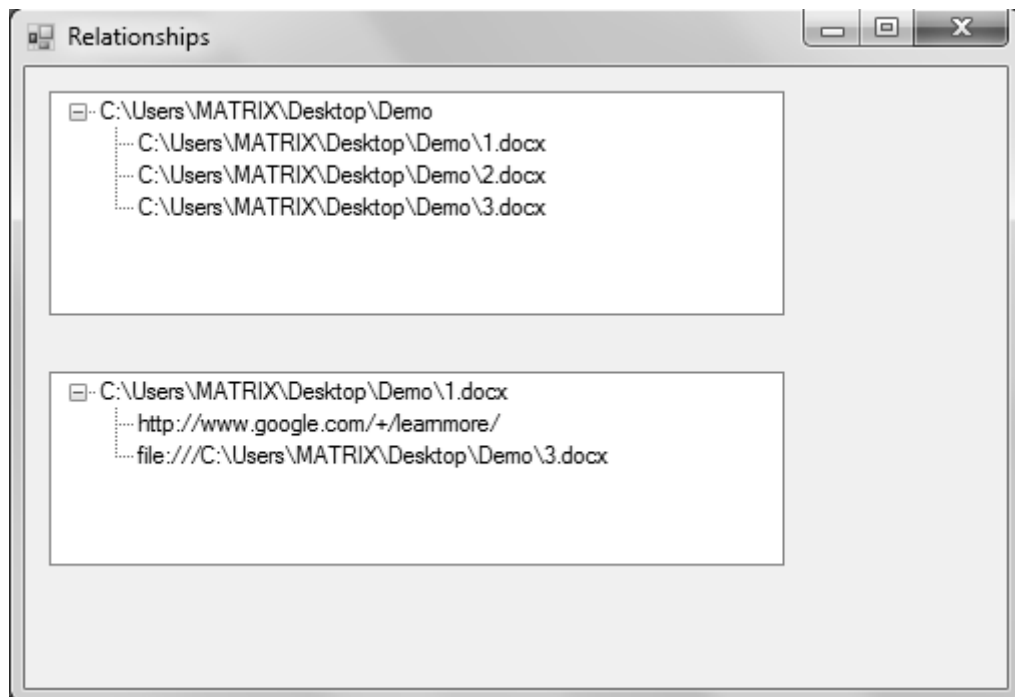 Relationships
C:\Users\MATRIX\Desktop\Demo
C:\Users\MATRIX\Desktop\Demo\1.docx
C:\Users\MATRIX\Desktop\Demo\2.docx
C:\Users\MATRIX\Desktop\Demo\3.docx
C:\Users\MATRIX\Desktop\Demo\1.docx
http://www.google.com/+/learnmore/
file:///C:\Users\MATRIX\Desktop\Demo\3.docx